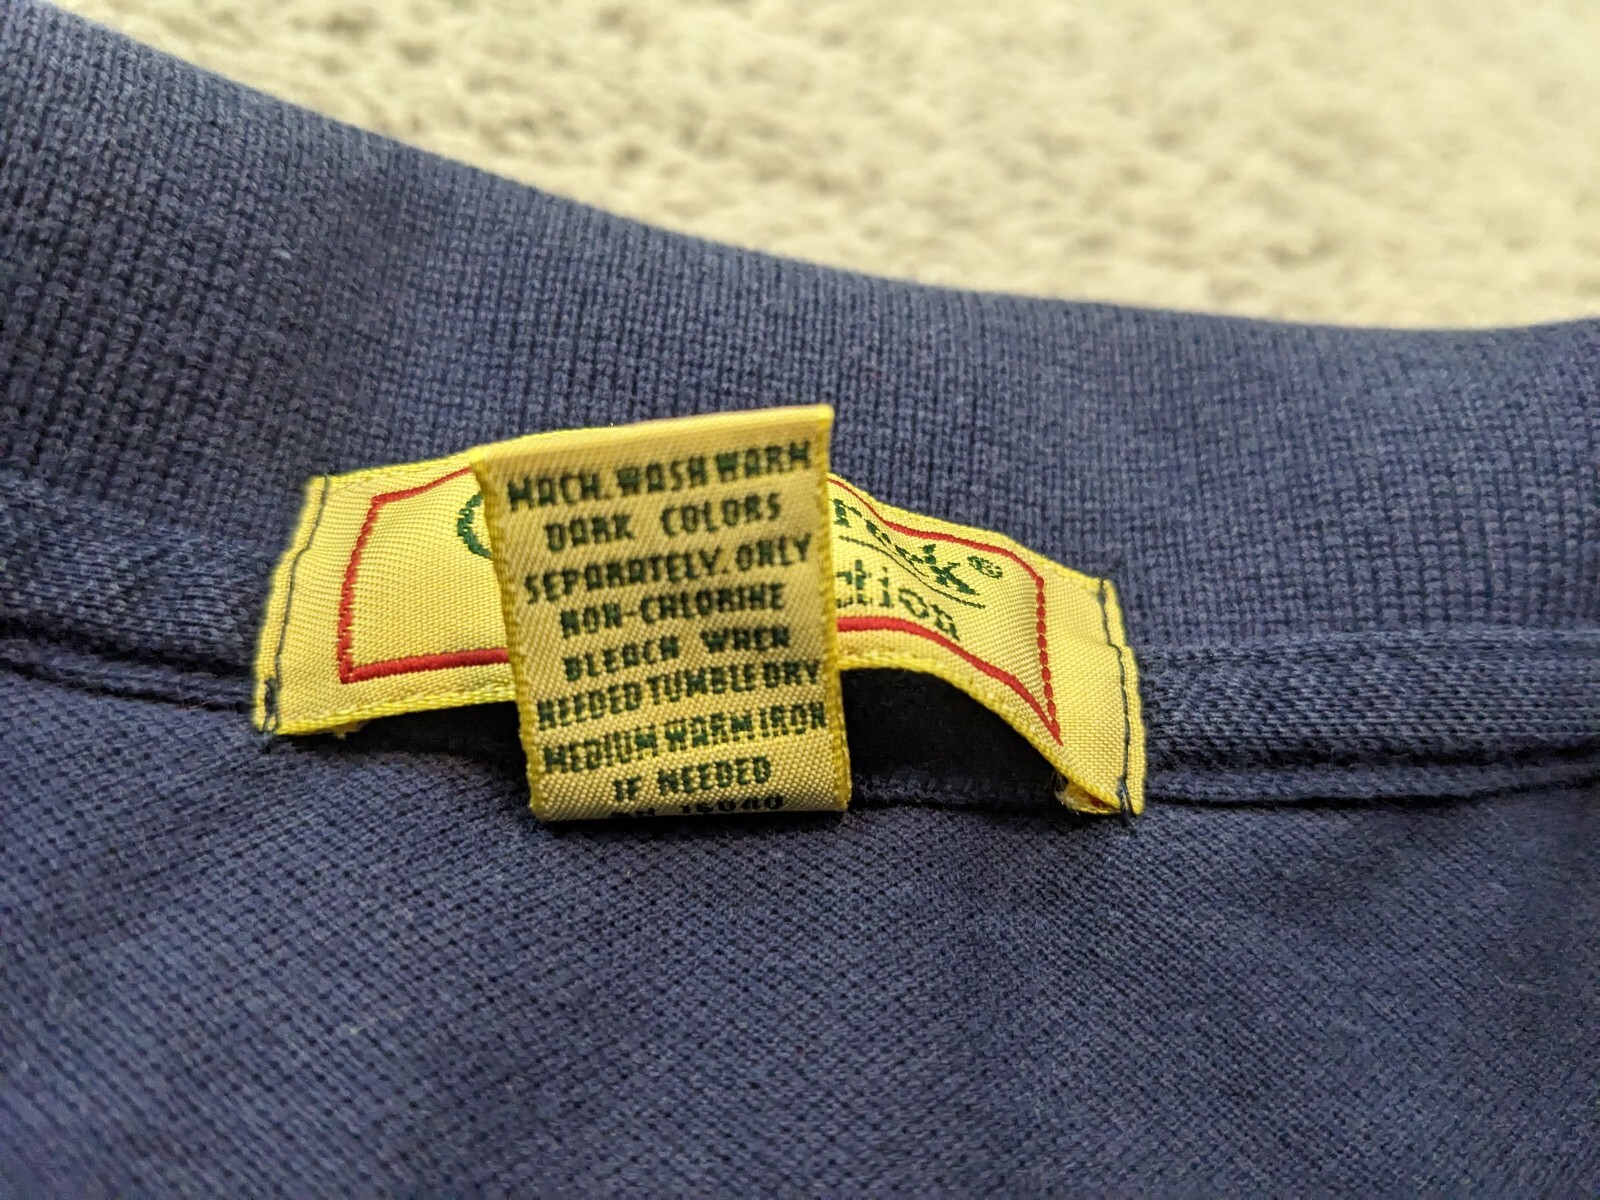 MACH. WASH WARM
DARK COLORS
SEPARATELY. ONLY
NON-CHLORINE
BLEACH WHEN
NEEDED TUMBLE DRY
MEDIUM WARM IRON
IF NEEDED